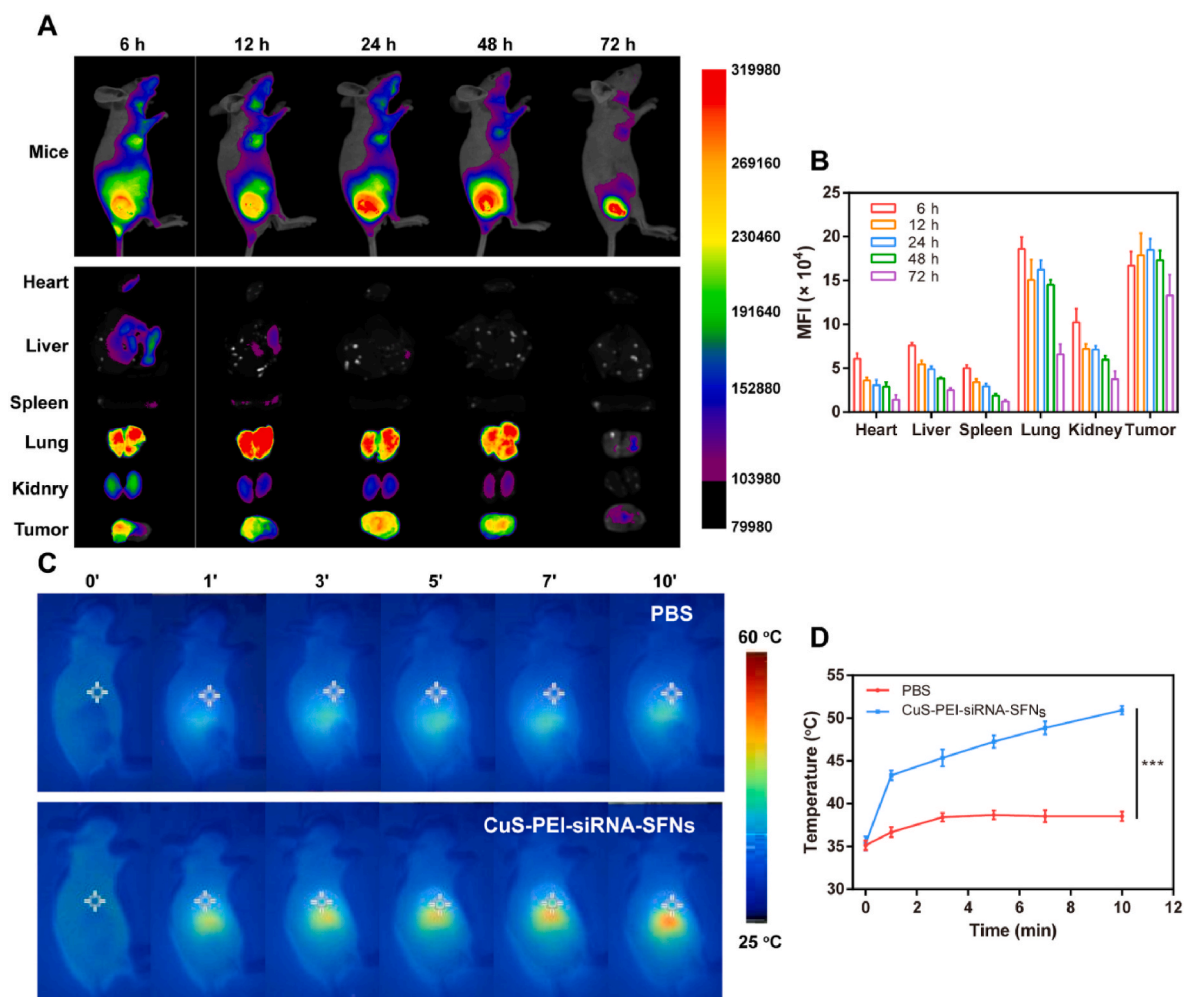 A
6 h 12 h 24 h 48 h 72 h
Mice
Heart
Liver
Spleen
Lung
Kidnry
Tumor
319980
269160
230460
191640
152880
103980
79980
B
MFI (× 10⁴)
25
20
15
10
5
0
6 h
12 h
24 h
48 h
72 h
Heart Liver Spleen Lung Kidney Tumor
C
0' 1' 3' 5' 7' 10'
PBS
CuS-PEI-siRNA-SFNs
60 °C
25 °C
D
Temperature (°C)
55
50
45
40
35
30
PBS
CuS-PEI-siRNA-SFNs
***
0 2 4 6 8 10 12
Time (min)